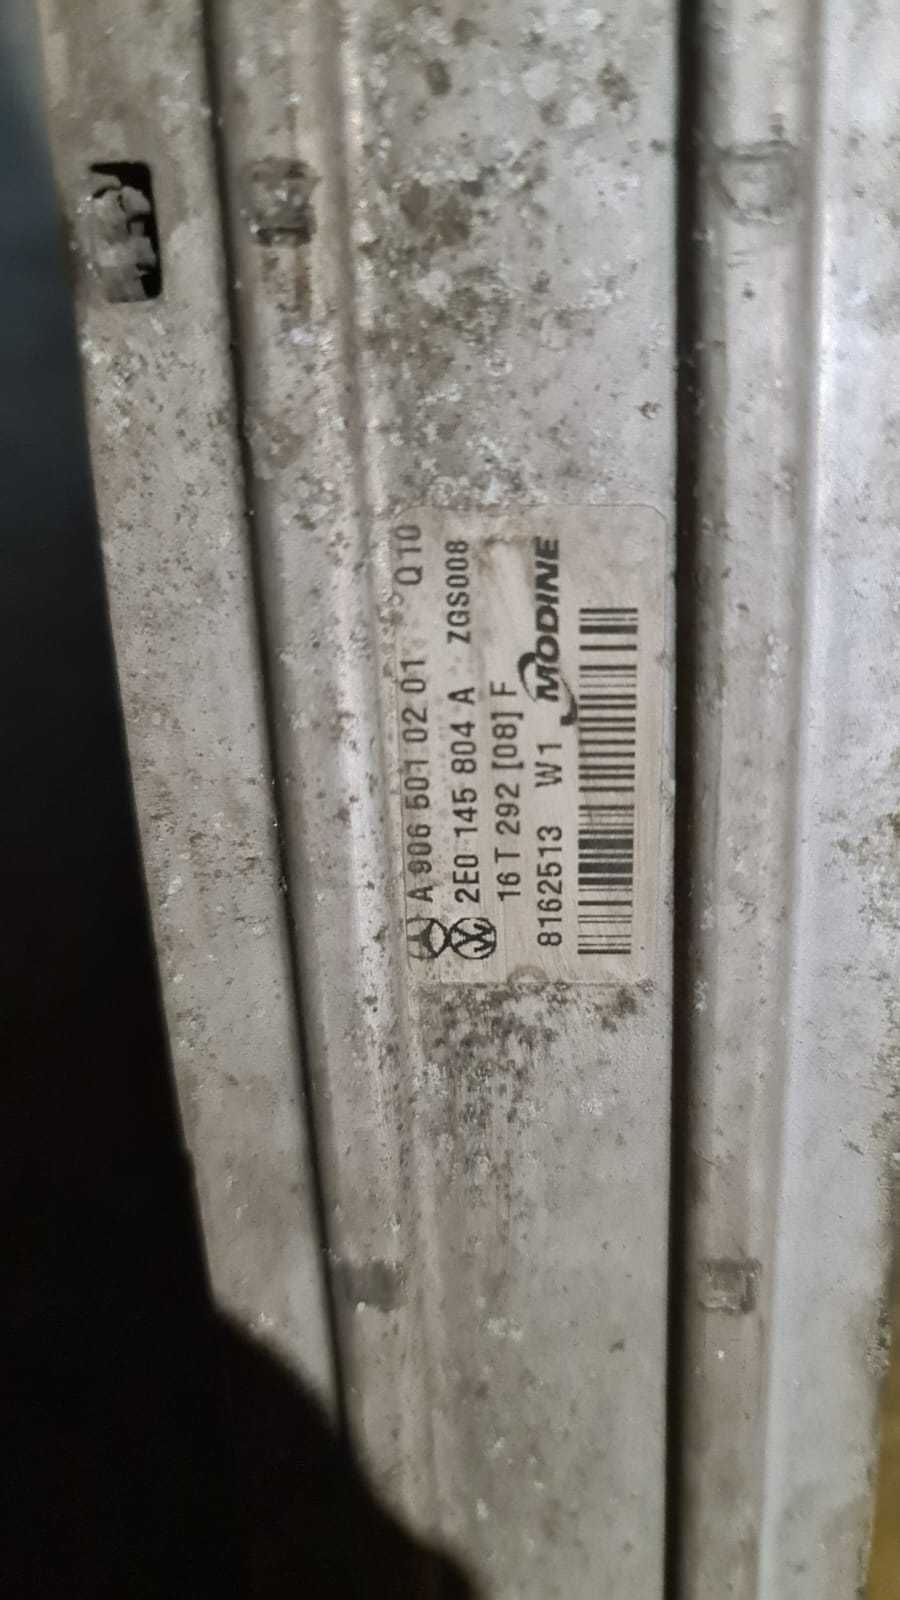 A 906 501 02 01 Q10
2E0 145 804 A ZGS008
16 T 292 [08] F
8162513 W1 MODINE